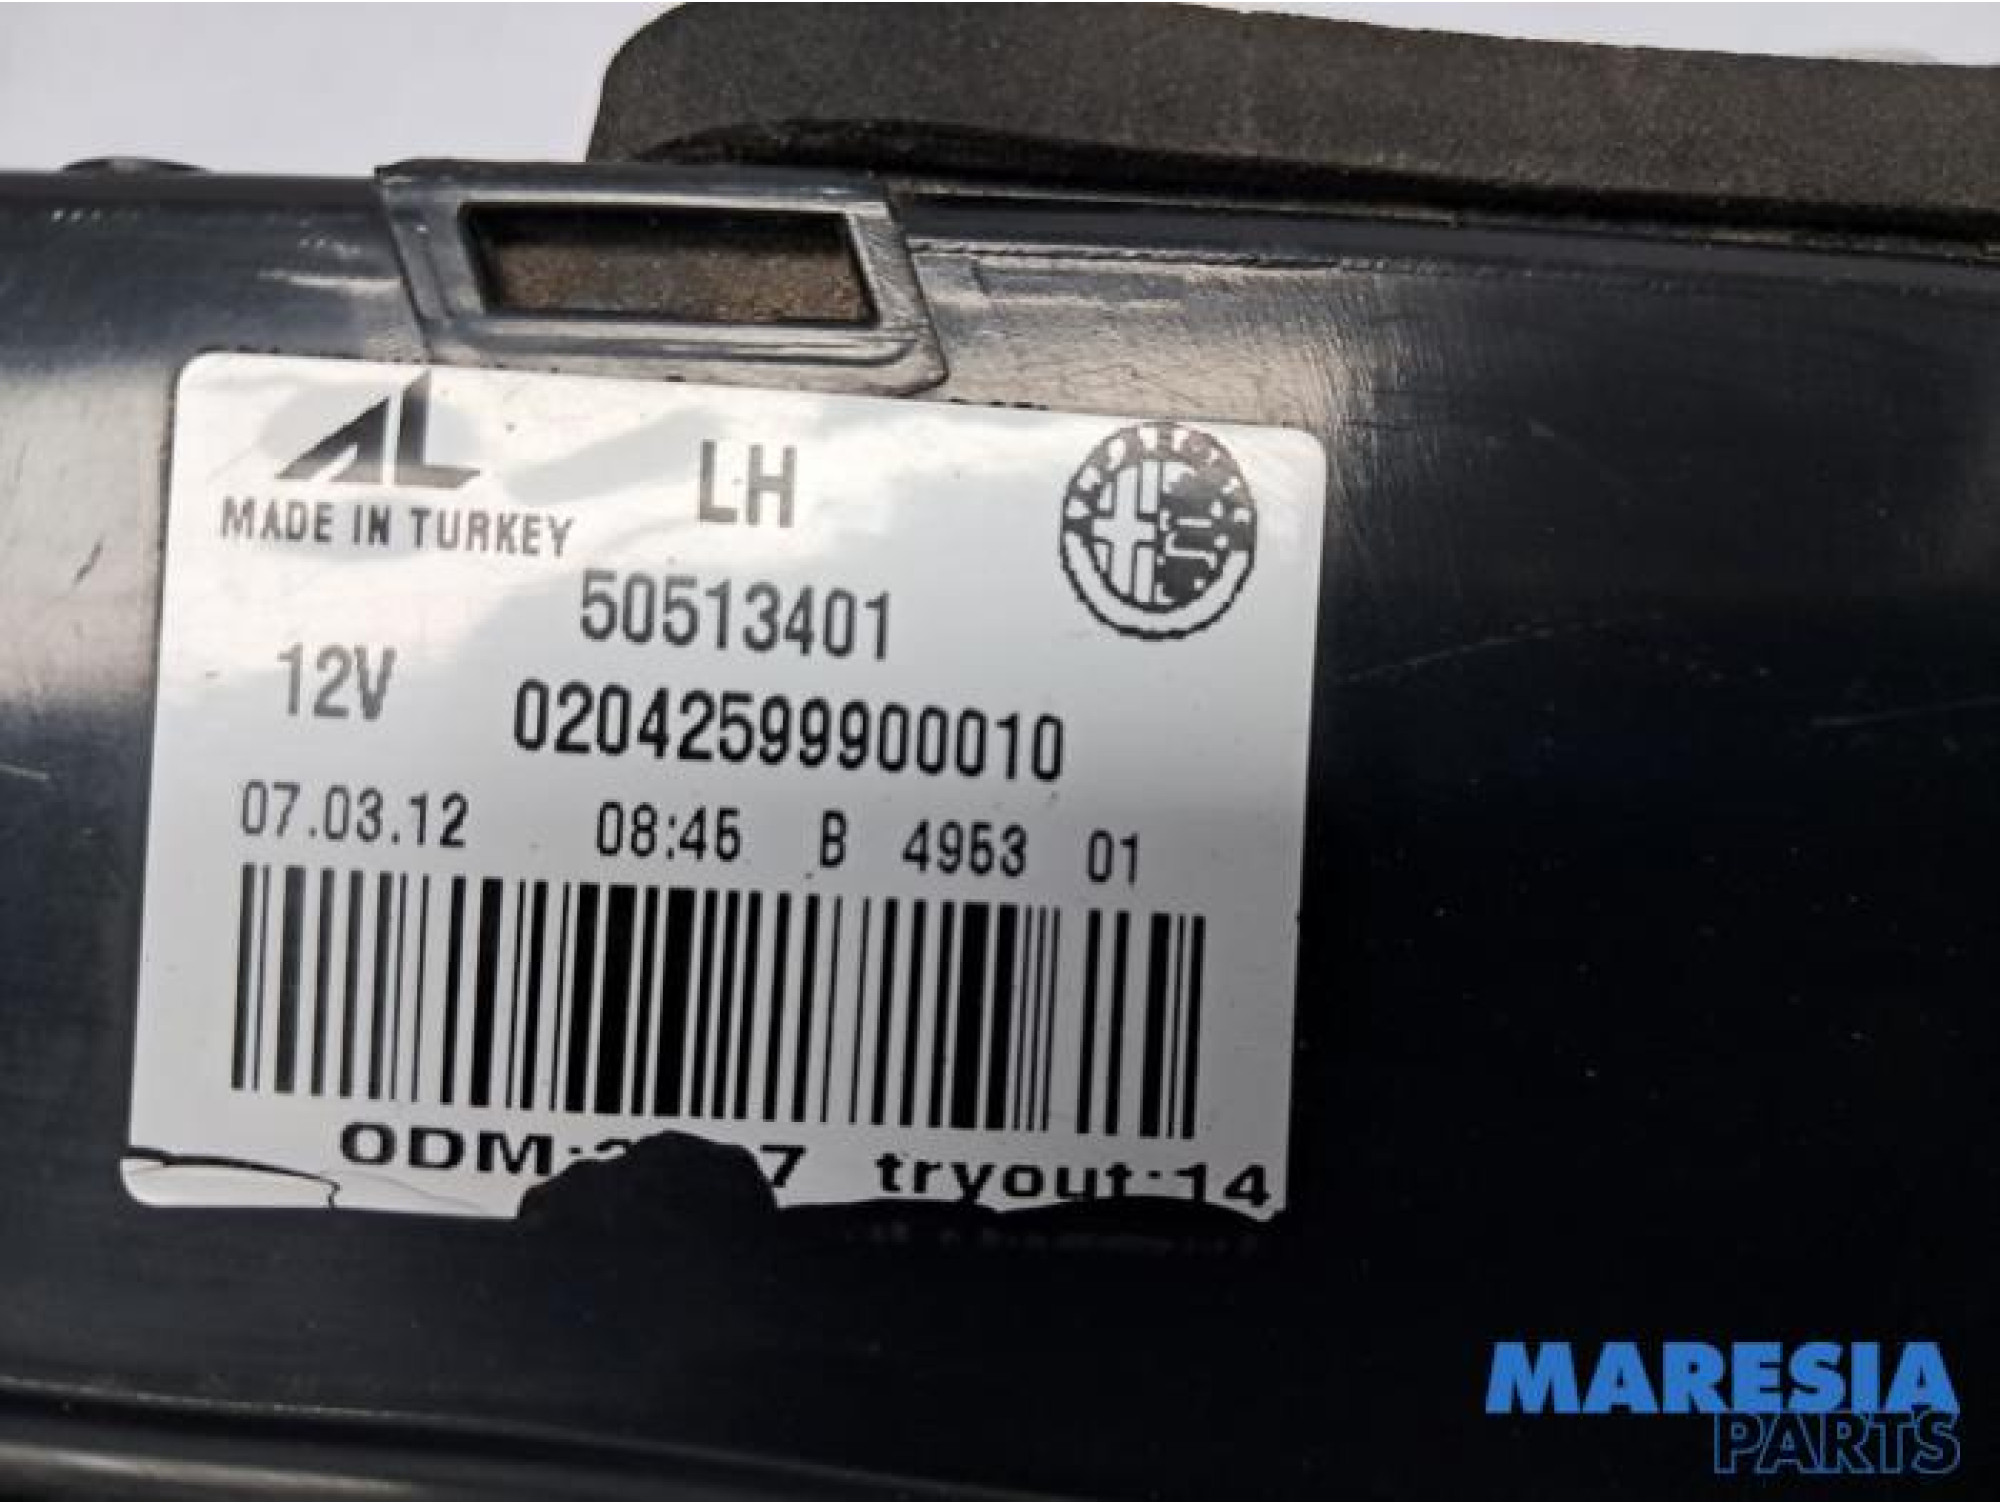 AL
LH
MADE IN TURKEY
50513401
12V
02042599900010
07.03.12 08:45 B 4953 01
tryout:14
MARESIA
PARTS